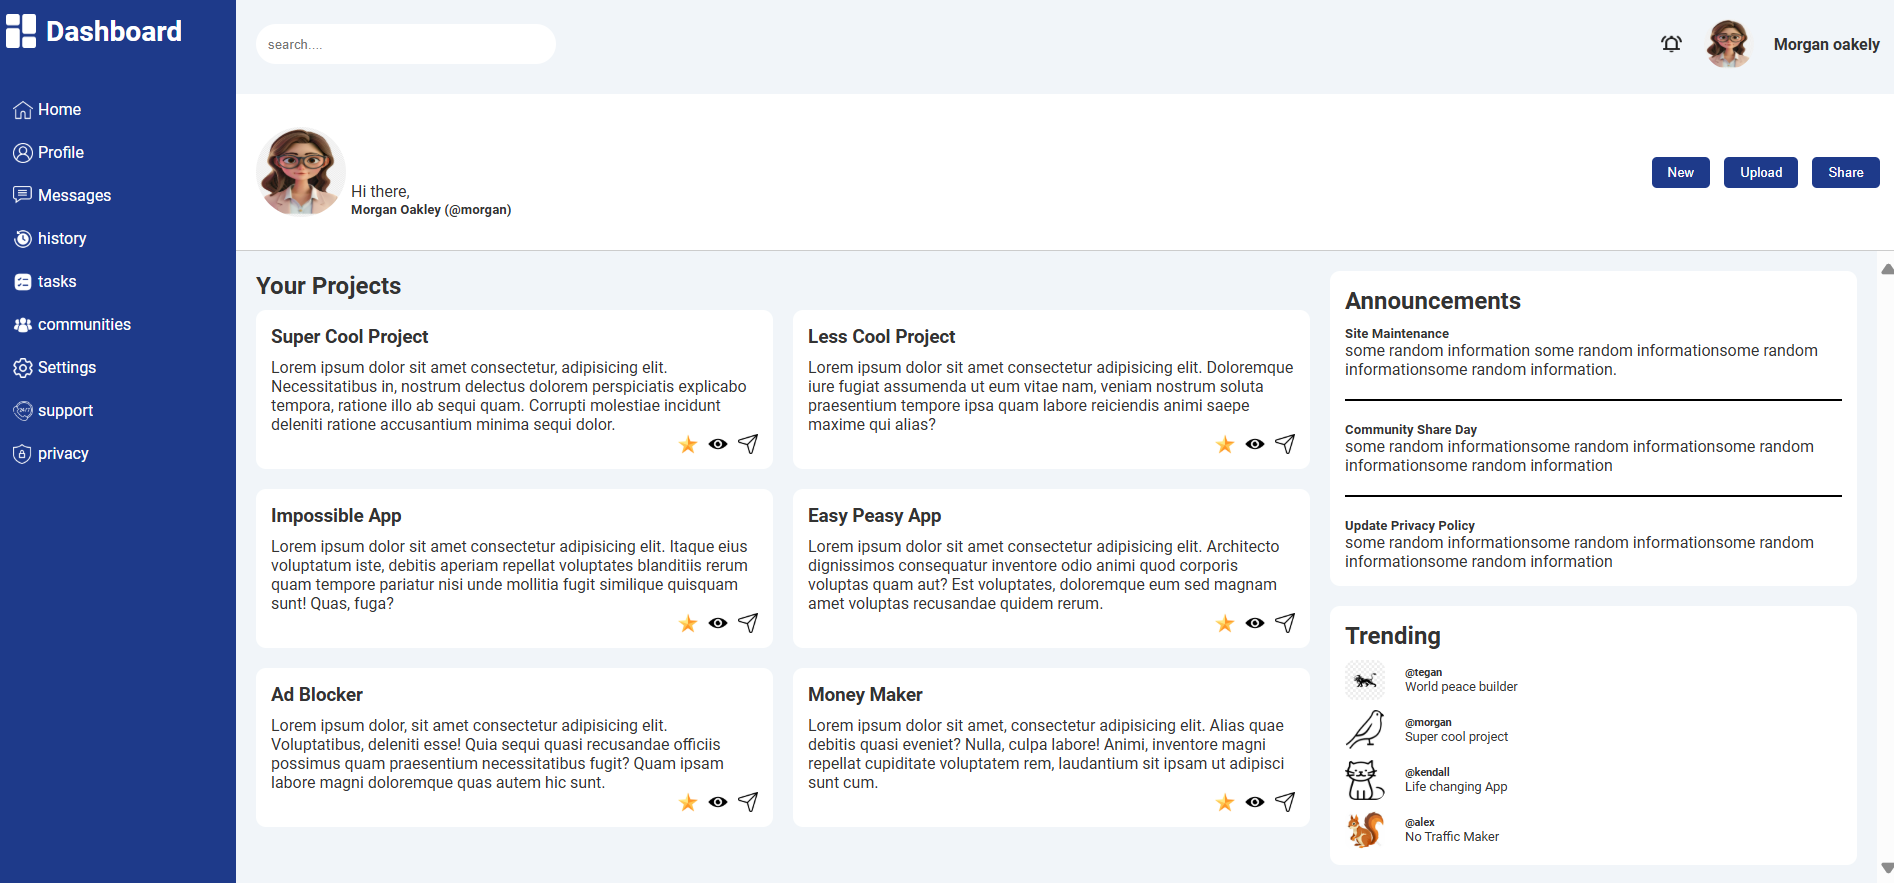 Dashboard
Home
Profile
Messages
history
tasks
communities
Settings
24/7
support
privacy
search....
Morgan oakely
Hi there,
Morgan Oakley (@morgan)
New
Upload
Share
Your Projects
Super Cool Project
Lorem ipsum dolor sit amet consectetur, adipisicing elit.
Necessitatibus in, nostrum delectus dolorem perspiciatis explicabo
tempora, ratione illo ab sequi quam. Corrupti molestiae incidunt
deleniti ratione accusantium minima sequi dolor.
Less Cool Project
Lorem ipsum dolor sit amet consectetur adipisicing elit. Doloremque
iure fugiat assumenda ut eum vitae nam, veniam nostrum soluta
praesentium tempore ipsa quam labore reiciendis animi saepe
maxime qui alias?
Impossible App
Lorem ipsum dolor sit amet consectetur adipisicing elit. Itaque eius
voluptatum iste, debitis aperiam repellat voluptates blanditiis rerum
quam tempore pariatur nisi unde mollitia fugit similique quisquam
sunt! Quas, fuga?
Easy Peasy App
Lorem ipsum dolor sit amet consectetur adipisicing elit. Architecto
dignissimos consequatur inventore odio animi quod corporis
voluptas quam aut? Est voluptates, doloremque eum sed magnam
amet voluptas recusandae quidem rerum.
Ad Blocker
Lorem ipsum dolor, sit amet consectetur adipisicing elit.
Voluptatibus, deleniti esse! Quia sequi quasi recusandae officiis
possimus quam praesentium necessitatibus fugit? Quam ipsam
labore magni doloremque quas autem hic sunt.
Money Maker
Lorem ipsum dolor sit amet, consectetur adipisicing elit. Alias quae
debitis quasi eveniet? Nulla, culpa labore! Animi, inventore magni
repellat cupiditate voluptatem rem, laudantium sit ipsam ut adipisci
sunt cum.
Announcements
Site Maintenance
some random information some random informationsome random
informationsome random information.
Community Share Day
some random informationsome random informationsome random
informationsome random information
Update Privacy Policy
some random informationsome random informationsome random
informationsome random information
Trending
@tegan
World peace builder
@morgan
Super cool project
@kendall
Life changing App
@alex
No Traffic Maker